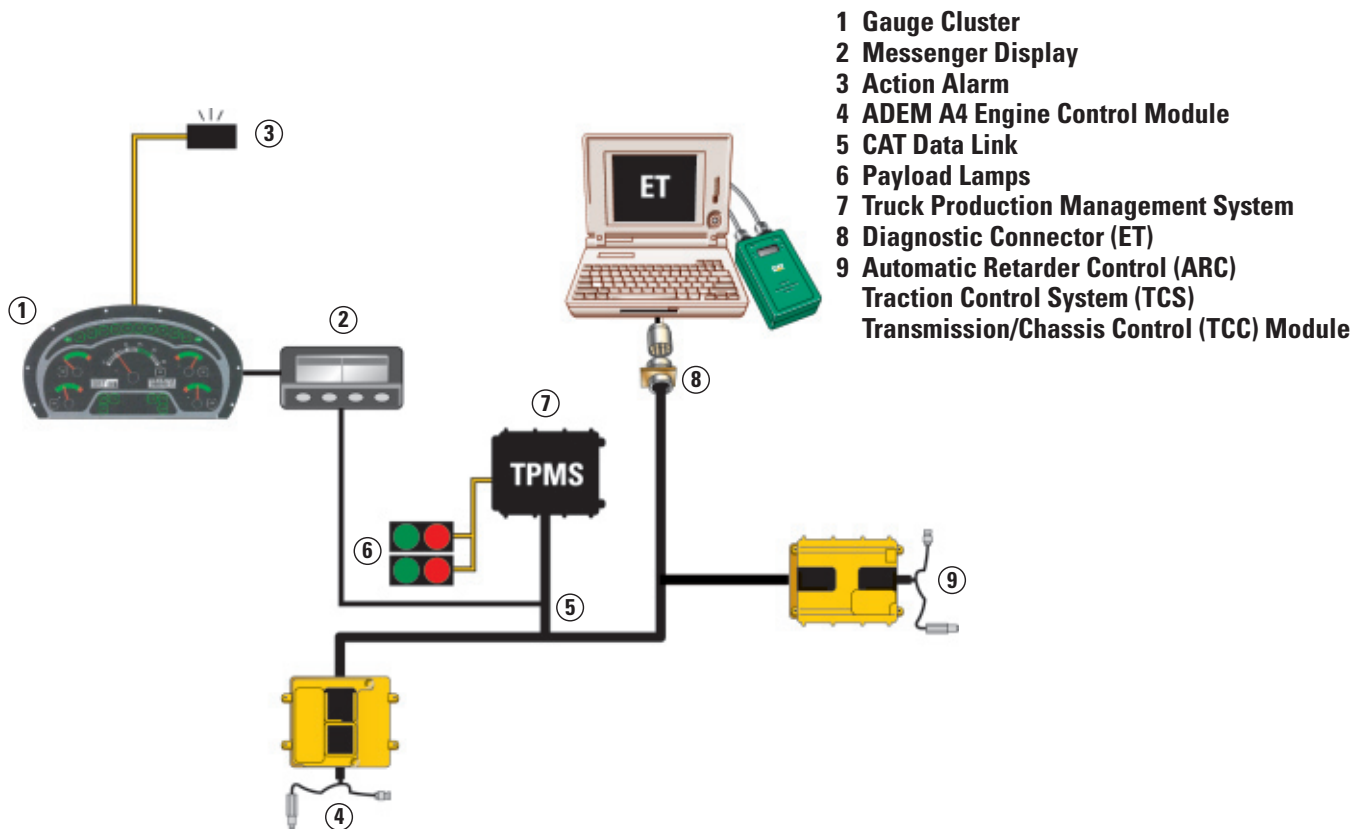 1 Gauge Cluster
2 Messenger Display
3 Action Alarm
4 ADEM A4 Engine Control Module
5 CAT Data Link
6 Payload Lamps
7 Truck Production Management System
8 Diagnostic Connector (ET)
9 Automatic Retarder Control (ARC)
Traction Control System (TCS)
Transmission/Chassis Control (TCC) Module
3
ET
CAT
1
2
8
7
TPMS
6
5
9
4